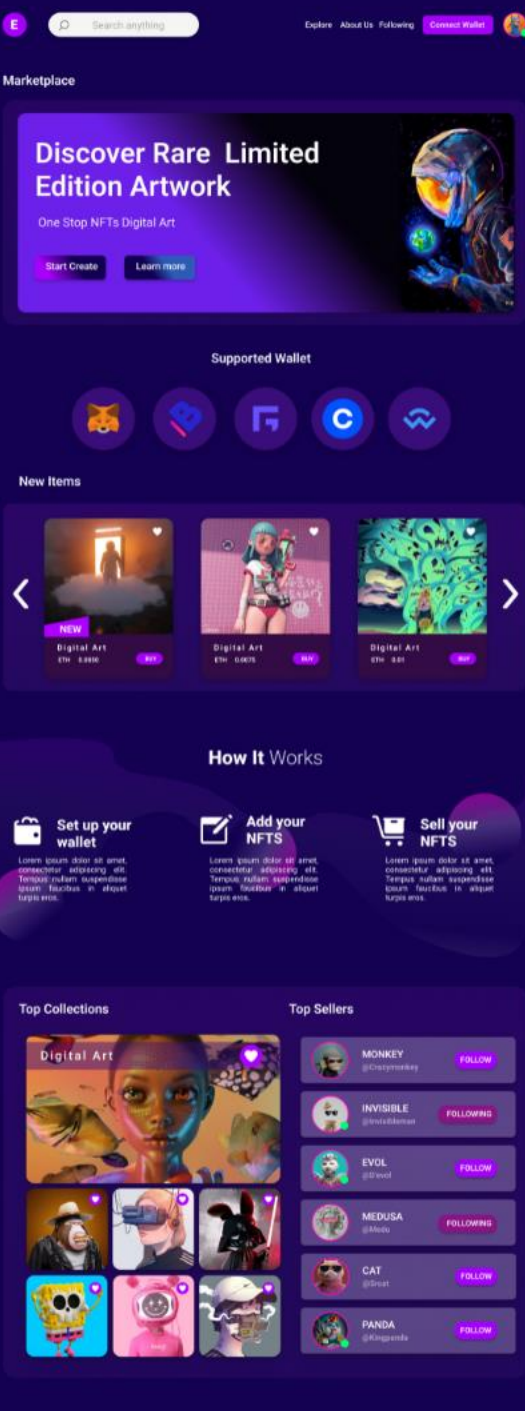 E
Search anything
Explore About Us Following Connect Wallet
Marketplace
Discover Rare Limited
Edition Artwork
One Stop NFTs Digital Art
Start Create Learn more
Supported Wallet
New Items
NEW
Digital Art
ETH
BUY
Digital Art
ETH 0.0075
BUY
Digital Art
ETH 0.01
BUY
How It Works
Set up your
wallet
Lorem ipsum dolor sit amet,
consectetur adipiscing elit.
Tempus nullam suspendisse
ipsum faucibus in aliquet
turpis eros.
Add your
NFTS
Lorem ipsum dolor sit amet,
consectetur adipiscing elit.
Tempus nullam suspendisse
ipsum faucibus in aliquet
turpis eros.
Sell your
NFTS
Lorem ipsum dolor sit amet,
consectetur adipiscing elit.
Tempus nullam suspendisse
ipsum faucibus in aliquet
turpis eros.
Top Collections
Digital Art
Top Sellers
MONKEY
@Crazymonkey
FOLLOW
INVISIBLE
@Invisibleman
FOLLOWING
EVOL
@D'evol
FOLLOW
MEDUSA
@Medu
FOLLOWING
CAT
FOLLOW
PANDA
@Kingpanda
FOLLOW